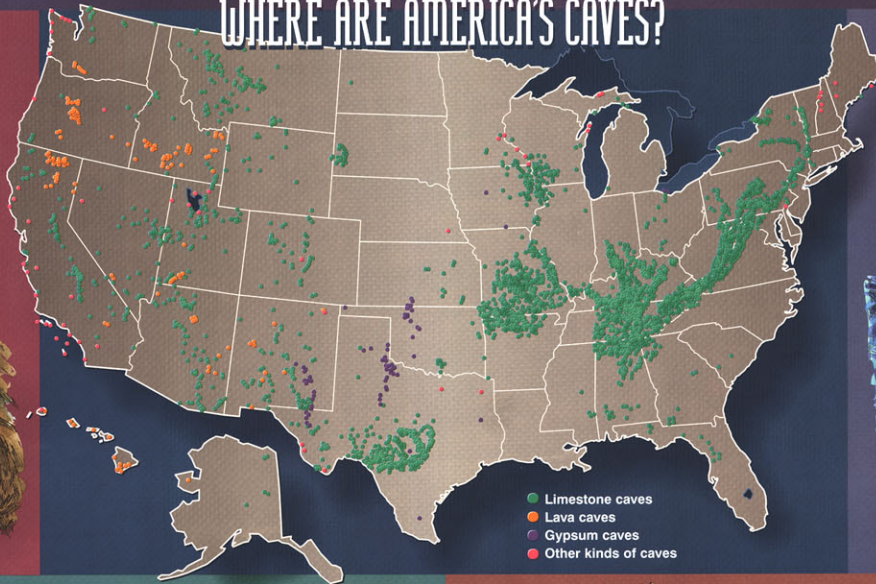 WHERE ARE AMERICA'S CAVES?
Limestone caves
Lava caves
Gypsum caves
Other kinds of caves